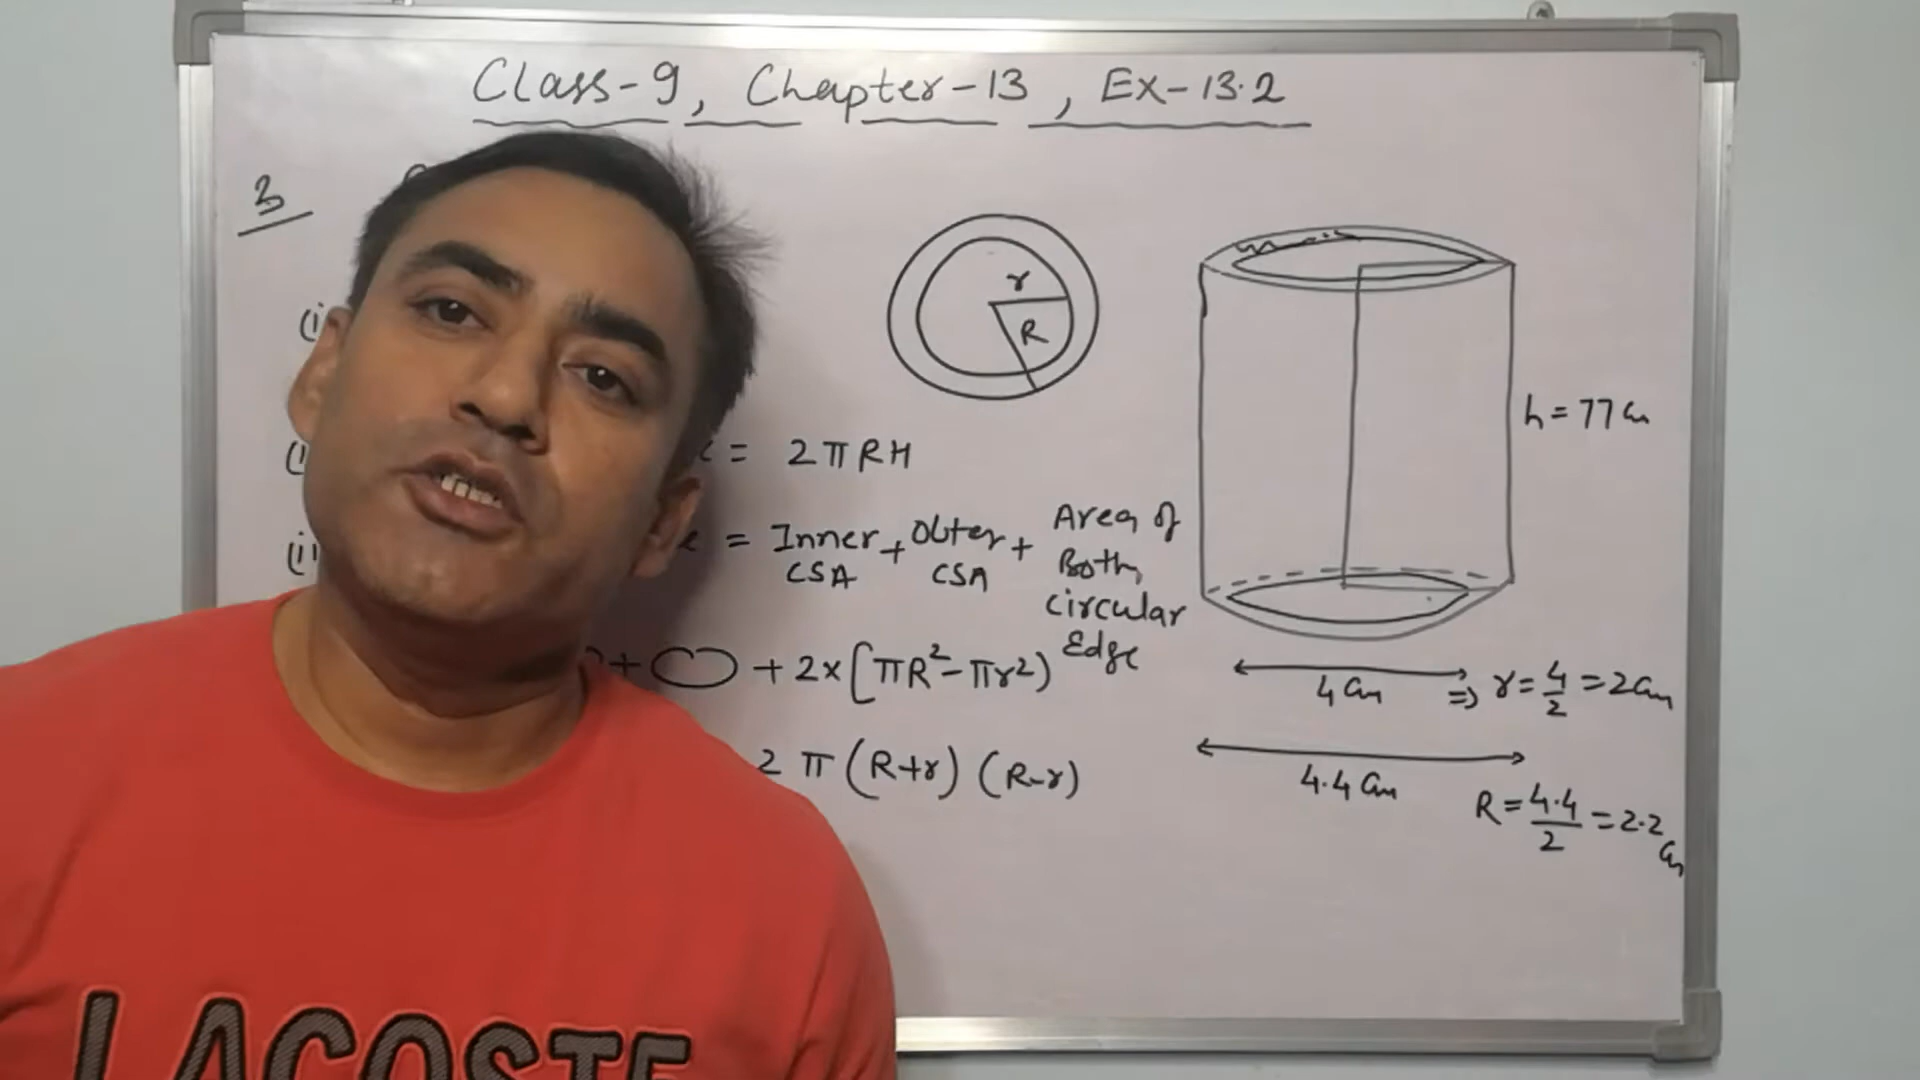 Class-9, Chapter-13, Ex-13.2
3
r
R
h = 77 cm
= 2πRH
= Inner CSA + Outer CSA + Area of Both circular Edge
+ 2×[πR²-πr²)
2π(R+r)(R-r)
4 cm ⇒ r = 4/2 = 2cm
4.4 cm
R = 4.4/2 = 2.2 cm
LACOSTE